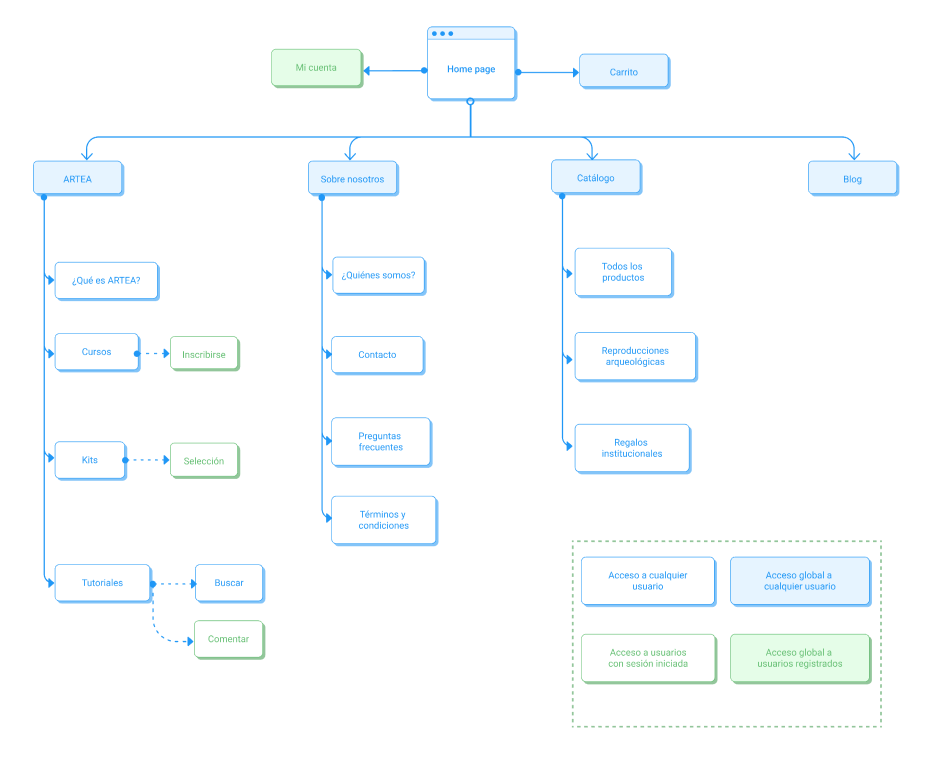 Mi cuenta
Home page
Carrito
ARTEA
Sobre nosotros
Catálogo
Blog
¿Qué es ARTEA?
Cursos
Inscribirse
Kits
Selección
Tutoriales
Buscar
Comentar
¿Quiénes somos?
Contacto
Preguntas
frecuentes
Términos y
condiciones
Todos los
productos
Reproducciones
arqueológicas
Regalos
institucionales
Acceso a cualquier
usuario
Acceso global a
cualquier usuario
Acceso a usuarios
con sesión iniciada
Acceso global a
usuarios registrados